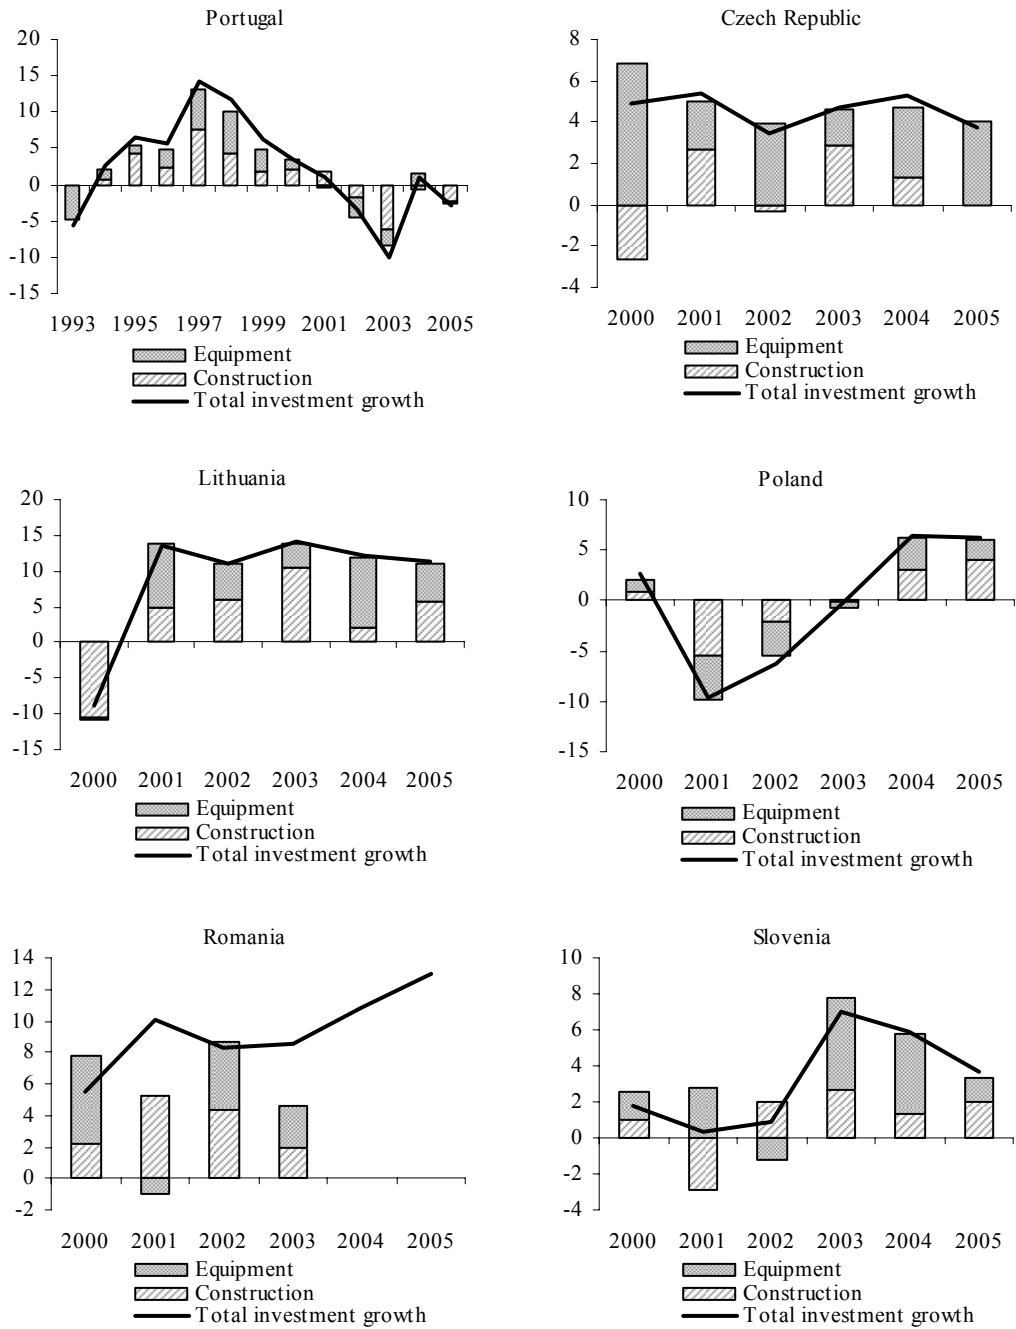 Portugal
20
15
10
5
0
-5
-10
-15
1993 1995 1997 1999 2001 2003 2005
Equipment
Construction
Total investment growth
Czech Republic
8
6
4
2
0
-2
-4
2000 2001 2002 2003 2004 2005
Equipment
Construction
Total investment growth
Lithuania
20
15
10
5
0
-5
-10
-15
2000 2001 2002 2003 2004 2005
Equipment
Construction
Total investment growth
Poland
10
5
0
-5
-10
-15
2000 2001 2002 2003 2004 2005
Equipment
Construction
Total investment growth
Romania
14
12
10
8
6
4
2
0
-2
2000 2001 2002 2003 2004 2005
Equipment
Construction
Total investment growth
Slovenia
10
8
6
4
2
0
-2
-4
2000 2001 2002 2003 2004 2005
Equipment
Construction
Total investment growth